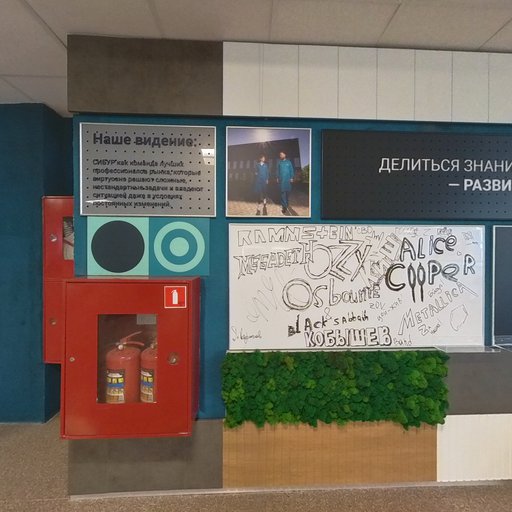 Наше видение:
СИБУР как команда лучших
профессионалов рынка, которые
виртуозно решают сложные,
нестандартные задачи и владеют
ситуацией даже в условиях
постоянных изменений.
ДЕЛИТЬСЯ ЗНАНИ
— РАЗВИ
RAMMSTEIN
MEGADETH
OZZY
Osbourne
ALICE
COOPER
METALLICA
blAck sabbath
КОБЫШЕВ